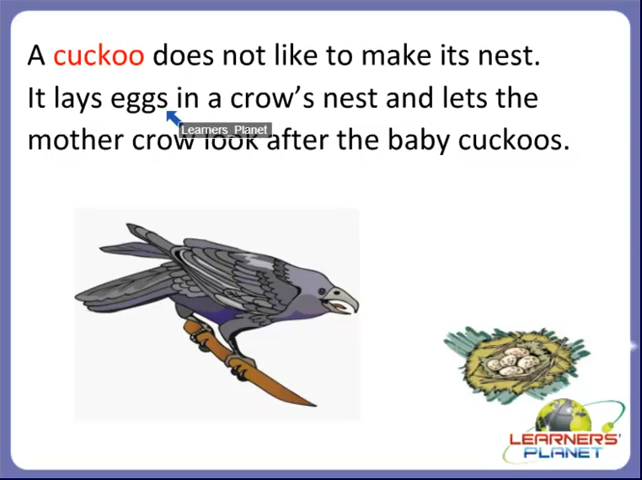 A cuckoo does not like to make its nest.
It lays eggs in a crow's nest and lets the
Learners_Planet
mother crow look after the baby cuckoos.
LEARNERS'
PLANET